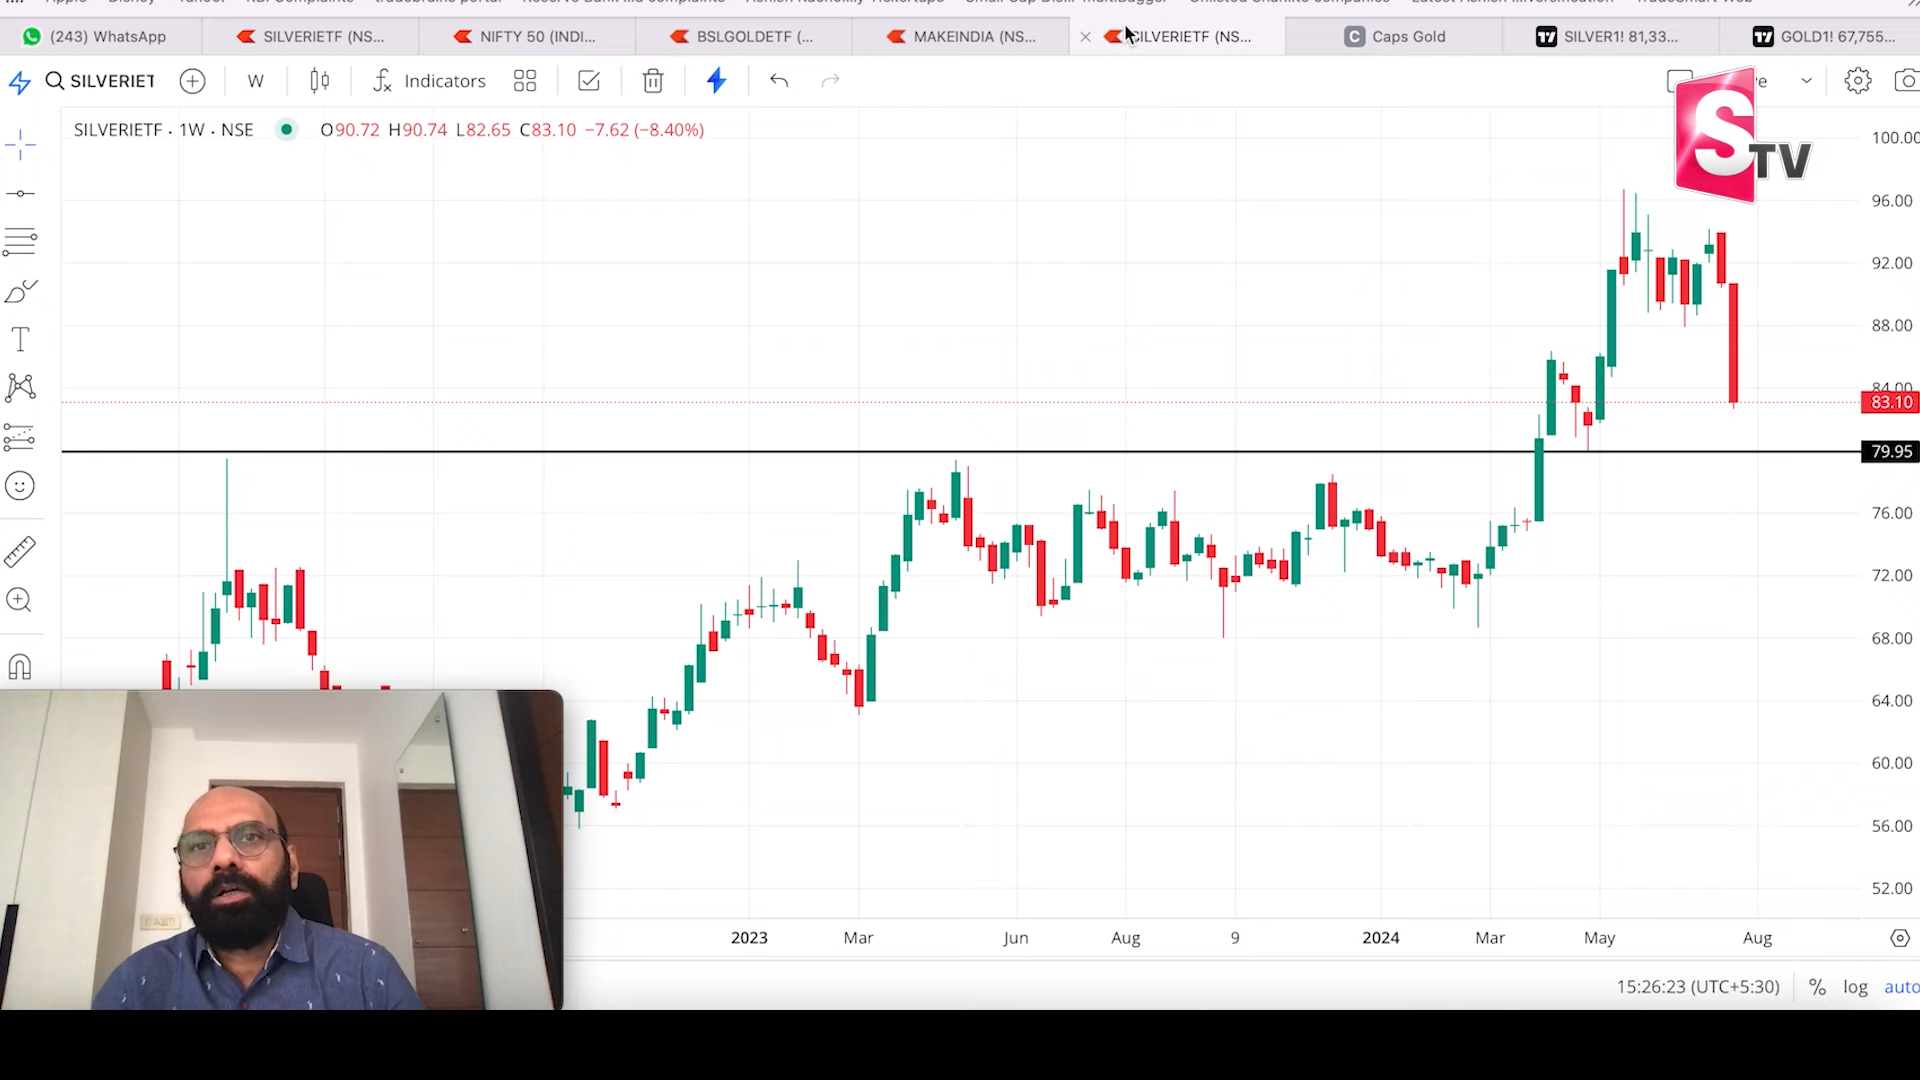 (243) WhatsApp SILVERIETF (NS... NIFTY 50 (INDI... BSLGOLDETF (... MAKEINDIA (NS... SILVERIETF (NS... Caps Gold SILVER1! 81,33... GOLD1! 67,755...
SILVERIET W Indicators
SILVERIETF · 1W · NSE O90.72 H90.74 L82.65 C83.10 −7.62 (−8.40%)
S TV
100.00
96.00
92.00
88.00
84.00
83.10
79.95
76.00
72.00
68.00
64.00
60.00
56.00
52.00
2023 Mar Jun Aug 9 2024 Mar May Aug
15:26:23 (UTC+5:30) % log auto